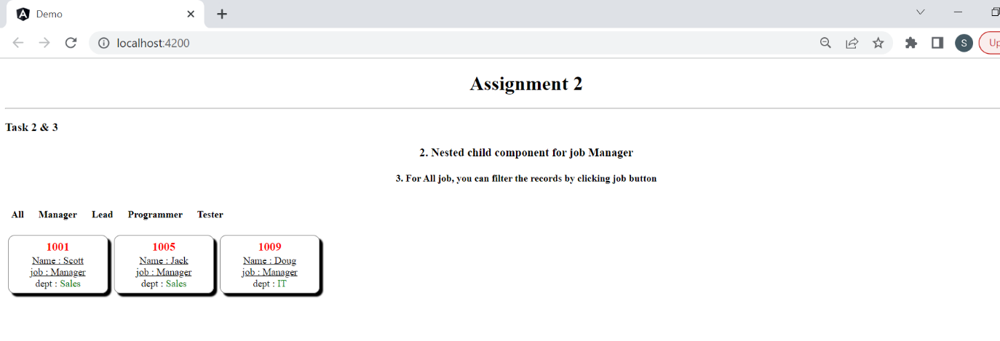 Demo
localhost:4200
S
Up
Assignment 2
Task 2 & 3
2. Nested child component for job Manager
3. For All job, you can filter the records by clicking job button
All Manager Lead Programmer Tester
1001 1005 1009
Name : Scott Name : Jack Name : Doug
job : Manager job : Manager job : Manager
dept : Sales dept : Sales dept : IT